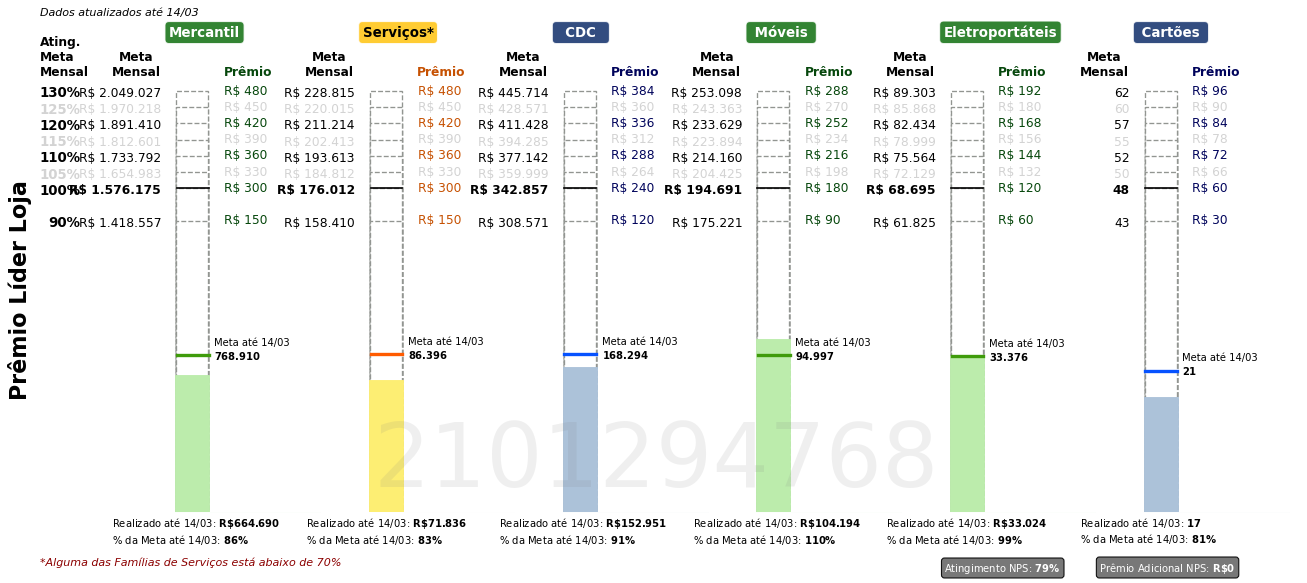 Dados atualizados até 14/03
Mercantil Serviços* CDC Móveis Eletroportáteis Cartões
Ating.
Meta Meta Meta Meta Meta Meta Meta
Mensal Mensal Prêmio Mensal Prêmio Mensal Prêmio Mensal Prêmio Mensal Prêmio Mensal Prêmio
130% R$ 2.049.027 R$ 480 R$ 228.815 R$ 480 R$ 445.714 R$ 384 R$ 253.098 R$ 288 R$ 89.303 R$ 192 62 R$ 96
125% R$ 1.970.218 R$ 450 R$ 220.015 R$ 450 R$ 428.571 R$ 360 R$ 243.363 R$ 270 R$ 85.868 R$ 180 60 R$ 90
120% R$ 1.891.410 R$ 420 R$ 211.214 R$ 420 R$ 411.428 R$ 336 R$ 233.629 R$ 252 R$ 82.434 R$ 168 57 R$ 84
115% R$ 1.812.601 R$ 390 R$ 202.413 R$ 390 R$ 394.285 R$ 312 R$ 223.894 R$ 234 R$ 78.999 R$ 156 55 R$ 78
110% R$ 1.733.792 R$ 360 R$ 193.613 R$ 360 R$ 377.142 R$ 288 R$ 214.160 R$ 216 R$ 75.564 R$ 144 52 R$ 72
105% R$ 1.654.983 R$ 330 R$ 184.812 R$ 330 R$ 359.999 R$ 264 R$ 204.425 R$ 198 R$ 72.129 R$ 132 50 R$ 66
100% R$ 1.576.175 R$ 300 R$ 176.012 R$ 300 R$ 342.857 R$ 240 R$ 194.691 R$ 180 R$ 68.695 R$ 120 48 R$ 60
90% R$ 1.418.557 R$ 150 R$ 158.410 R$ 150 R$ 308.571 R$ 120 R$ 175.221 R$ 90 R$ 61.825 R$ 60 43 R$ 30
Prêmio Líder Loja
Meta até 14/03 Meta até 14/03 Meta até 14/03 Meta até 14/03 Meta até 14/03 Meta até 14/03
768.910 86.396 168.294 94.997 33.376 21
2101294768
Realizado até 14/03: R$664.690 Realizado até 14/03: R$71.836 Realizado até 14/03: R$152.951 Realizado até 14/03: R$104.194 Realizado até 14/03: R$33.024 Realizado até 14/03: 17
% da Meta até 14/03: 86% % da Meta até 14/03: 83% % da Meta até 14/03: 91% % da Meta até 14/03: 110% % da Meta até 14/03: 99% % da Meta até 14/03: 81%
*Alguma das Famílias de Serviços está abaixo de 70% Atingimento NPS: 79% Prêmio Adicional NPS: R$0